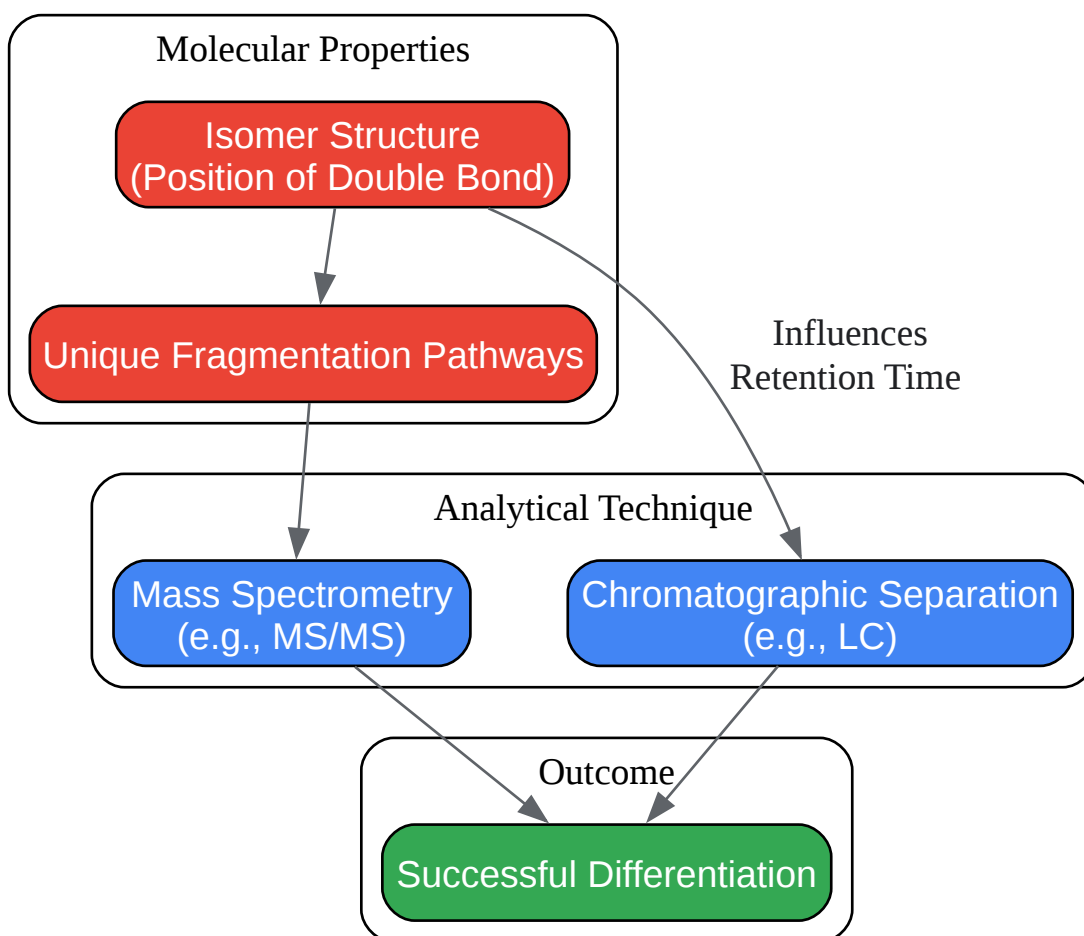 Molecular Properties
Isomer Structure
(Position of Double Bond)
Unique Fragmentation Pathways
Influences
Retention Time
Analytical Technique
Mass Spectrometry
(e.g., MS/MS)
Chromatographic Separation
(e.g., LC)
Outcome
Successful Differentiation